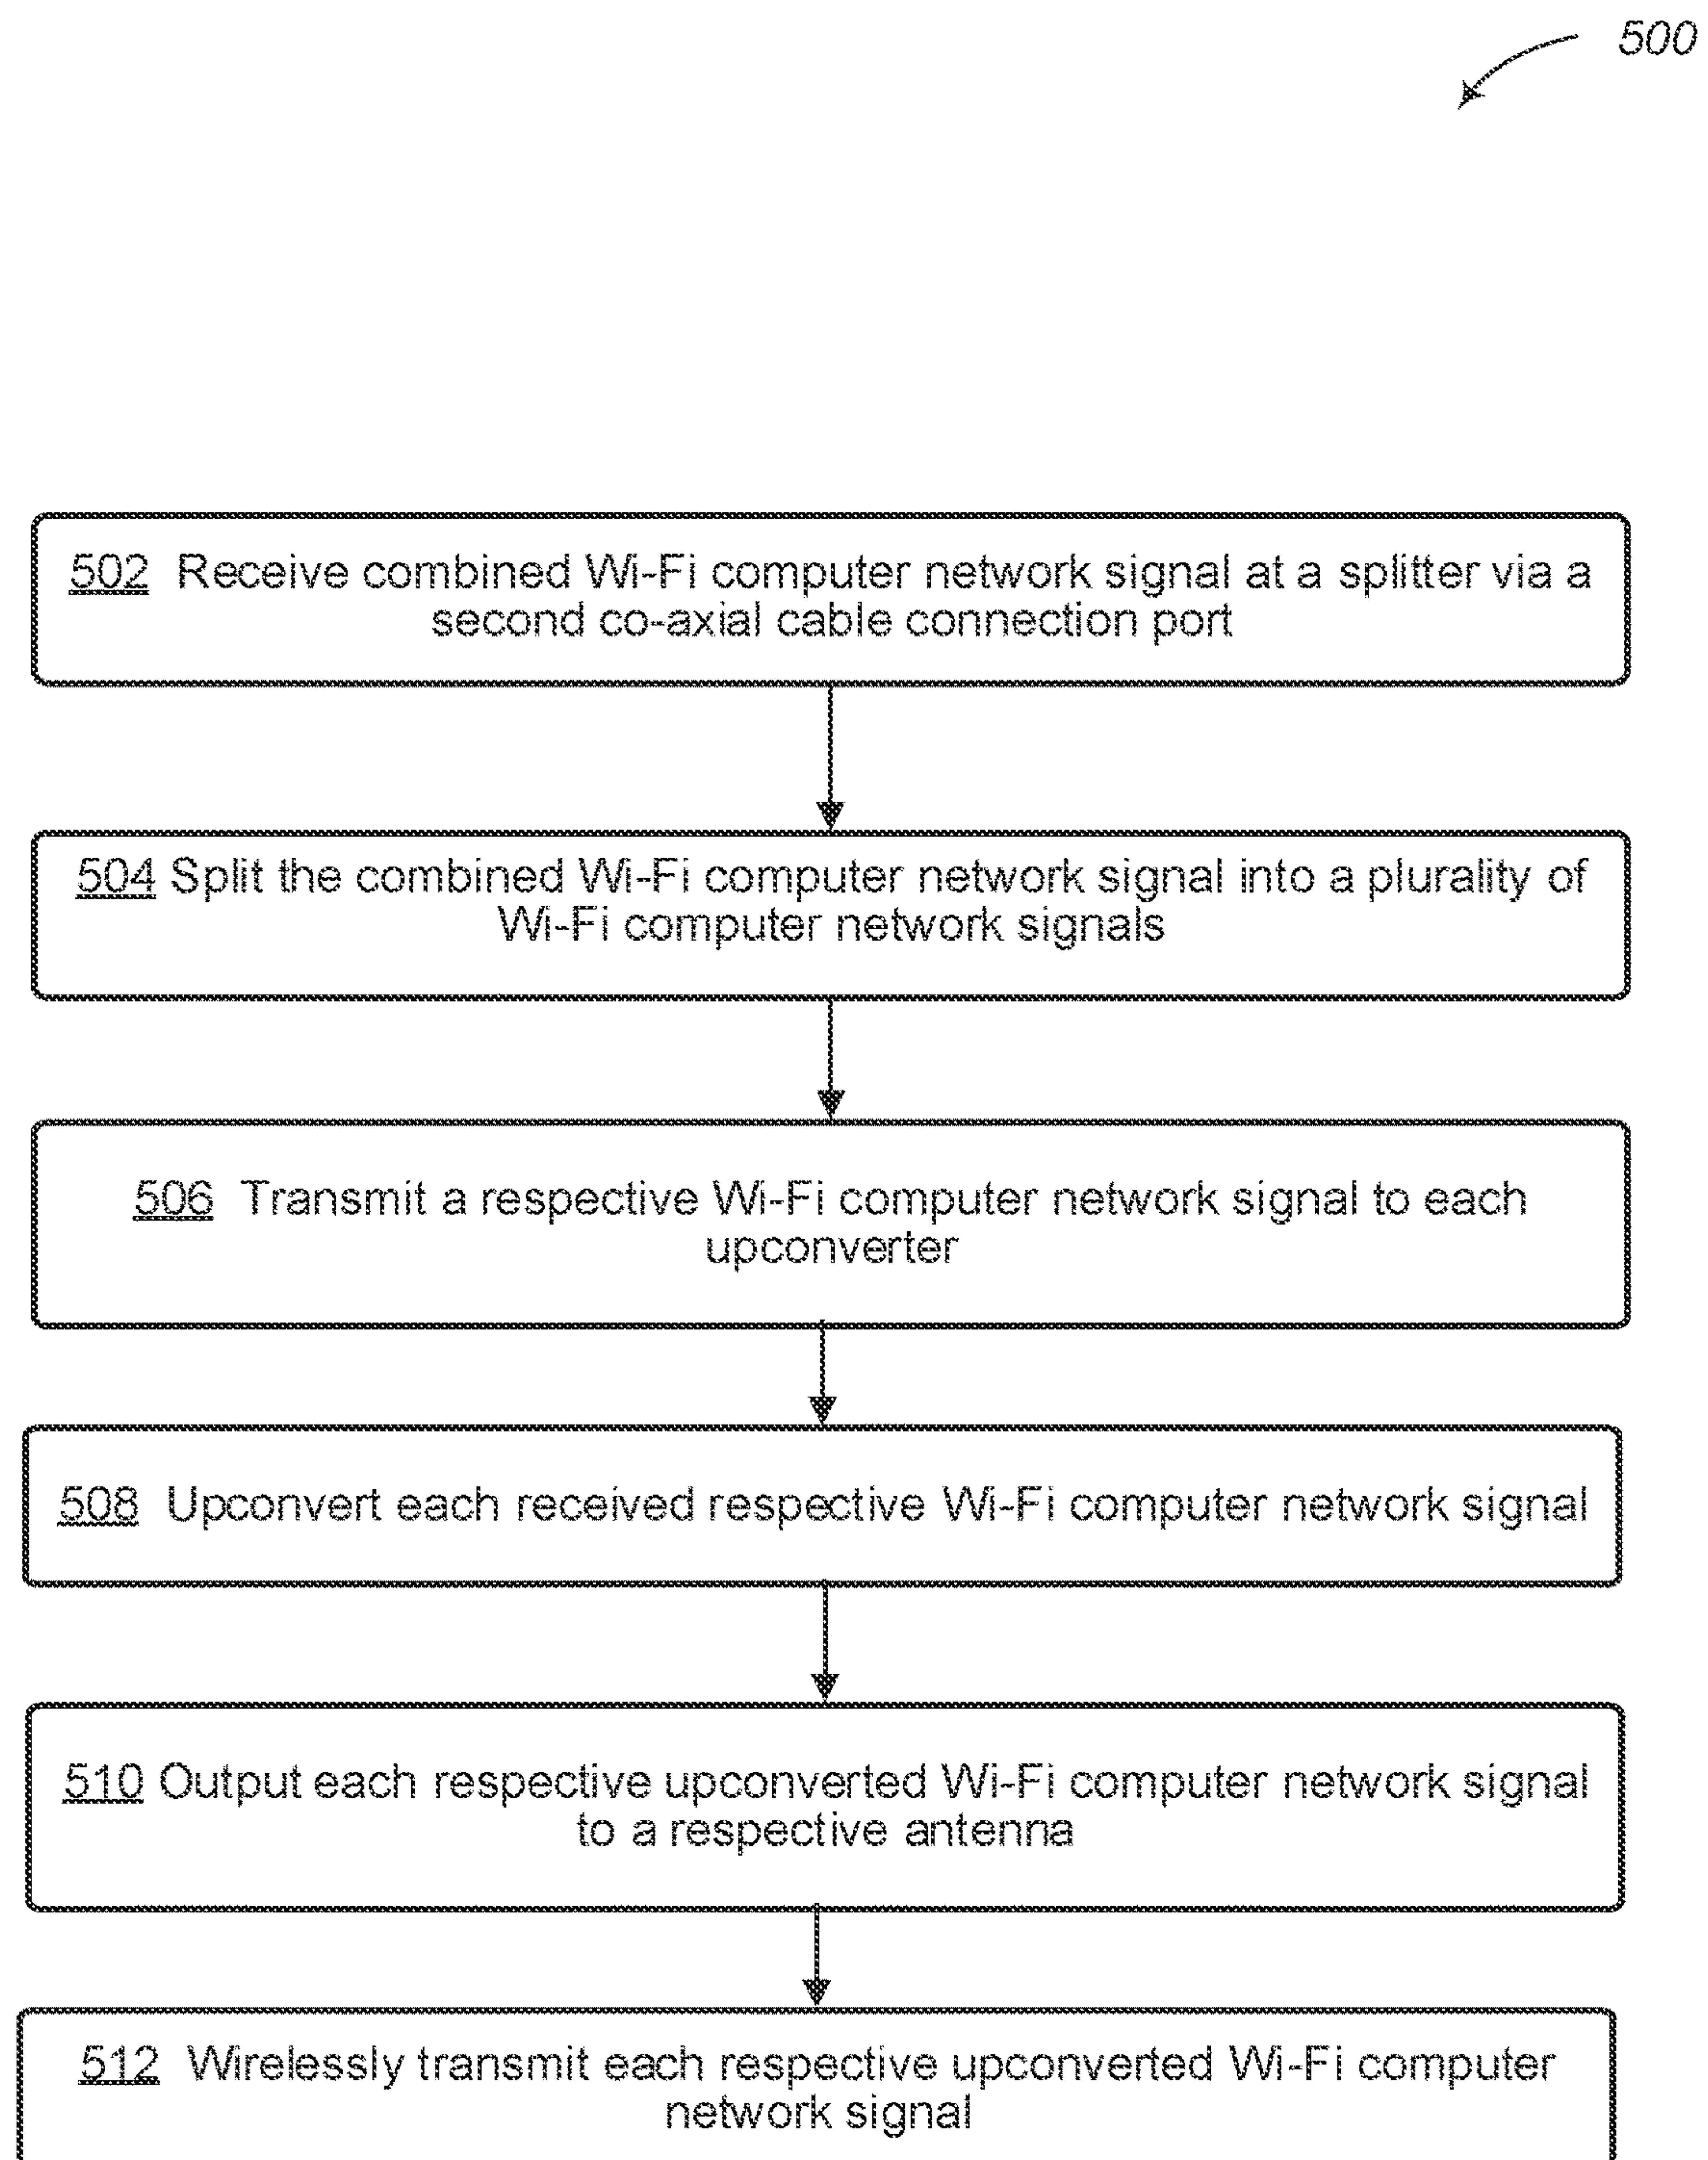 500
502 Receive combined Wi-Fi computer network signal at a splitter via a
second co-axial cable connection port
504 Split the combined Wi-Fi computer network signal into a plurality of
Wi-Fi computer network signals
506 Transmit a respective Wi-Fi computer network signal to each
upconverter
508 Upconvert each received respective Wi-Fi computer network signal
510 Output each respective upconverted Wi-Fi computer network signal
to a respective antenna
512 Wirelessly transmit each respective upconverted Wi-Fi computer
network signal